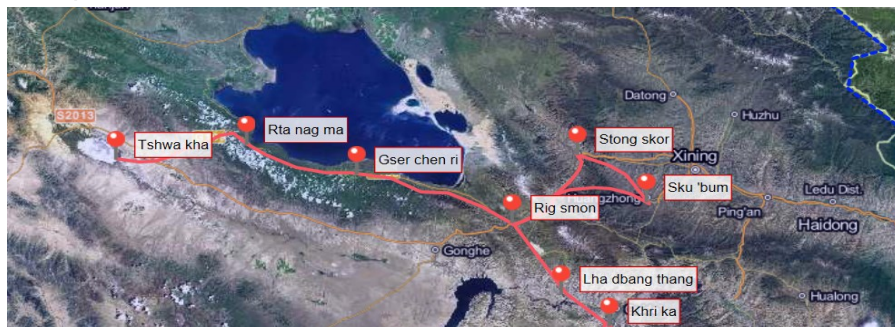 Datong
S2013
Huzhu
Rta nag ma
Stong skor
Tshwa kha
Gser chen ri
Xining
Sku 'bum
Ledu Dist.
Rig smon
Ping'an
Haidong
Gonghe
Lha dbang thang
Hualong
Khri ka